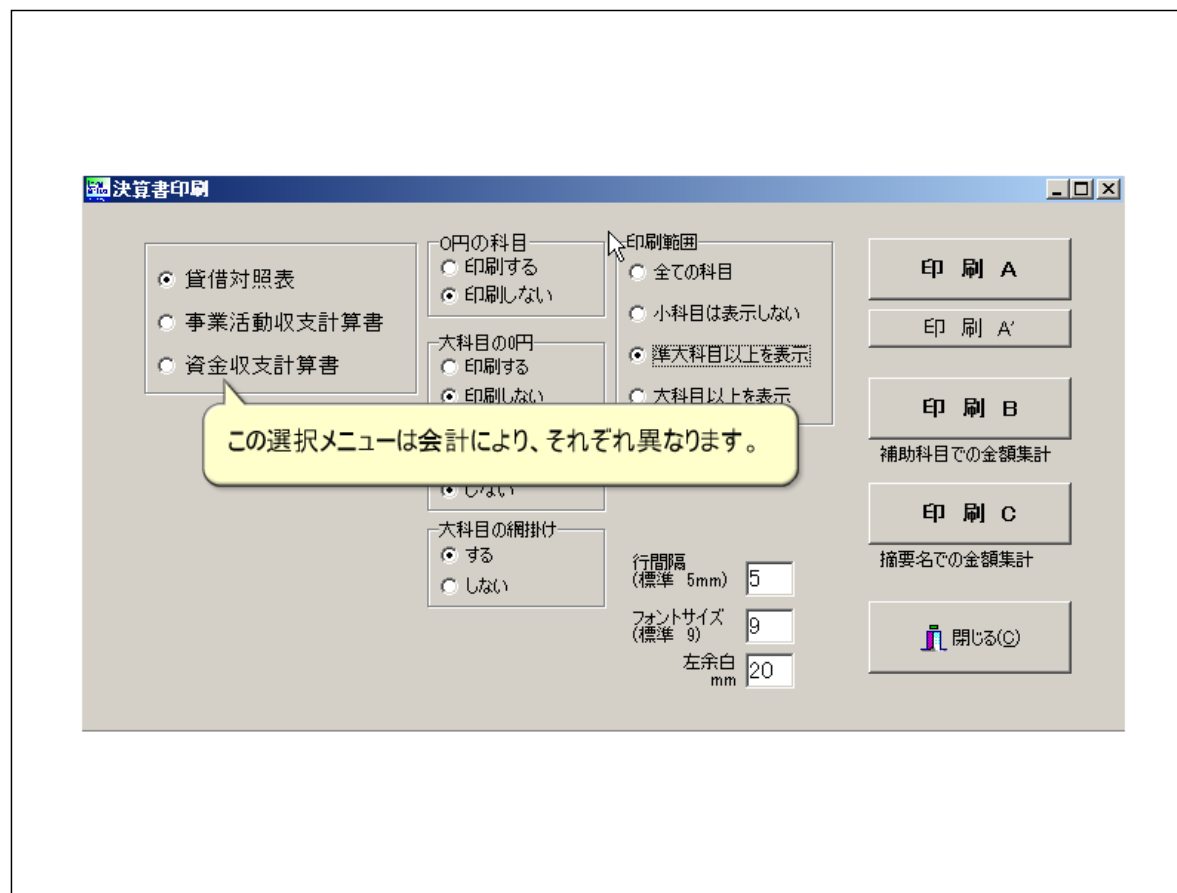 決算書印刷
貸借対照表
事業活動収支計算書
資金収支計算書
0円の科目
印刷する
印刷しない
大科目の0円
印刷する
印刷しない
この選択メニューは会計により、それぞれ異なります。
しない
大科目の網掛け
する
しない
印刷範囲
全ての科目
小科目は表示しない
準大科目以上を表示
大科目以上を表示
行間隔
(標準 5mm) 5
フォントサイズ
(標準 9) 9
左余白
mm 20
印 刷 A
印 刷 A'
印 刷 B
補助科目での金額集計
印 刷 C
摘要名での金額集計
閉じる(C)